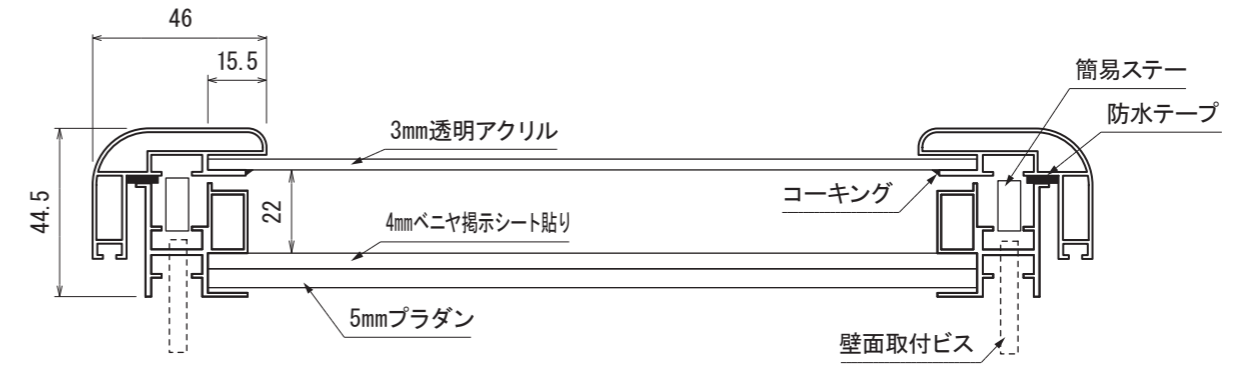 46
15.5
簡易ステー
防水テープ
3mm透明アクリル
コーキング
44.5
22
4mmベニヤ掲示シート貼り
5mmプラダン
壁面取付ビス